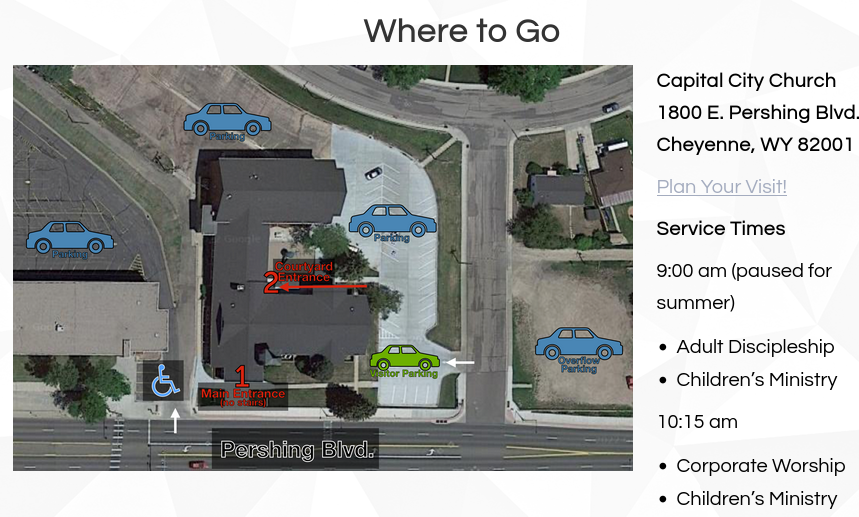 Where to Go
Parking
Parking
Parking
2
Courtyard
Entrance
Visitor Parking
Overflow
Parking
1
Main Entrance
(no stairs)
Pershing Blvd.
Capital City Church
1800 E. Pershing Blvd.
Cheyenne, WY 82001
Plan Your Visit!
Service Times
9:00 am (paused for
summer)
Adult Discipleship
Children’s Ministry
10:15 am
Corporate Worship
Children’s Ministry